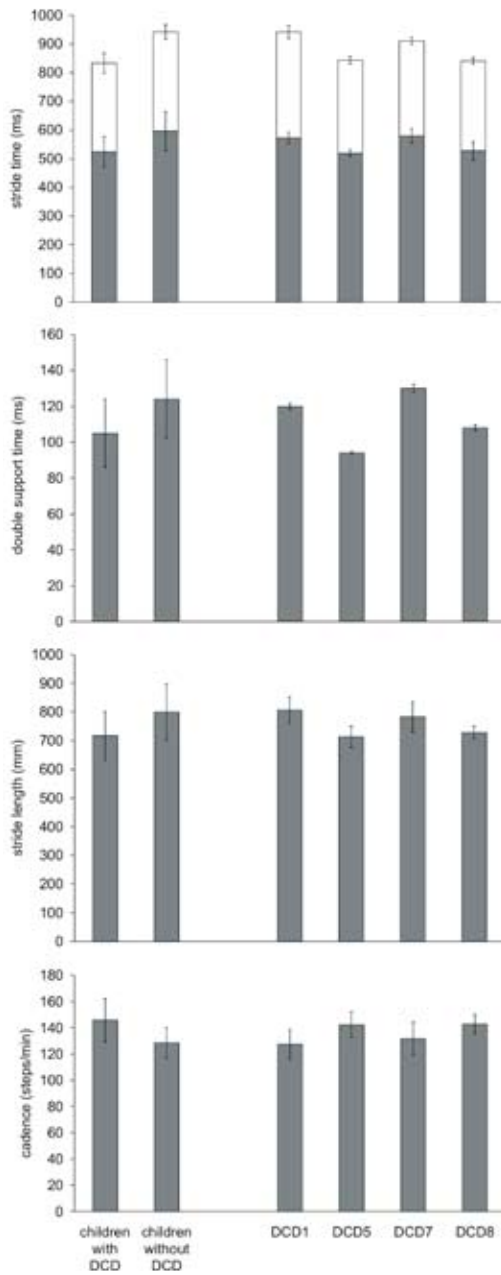 1000
900
800
700
600
500
400
300
200
100
0
stride time (ms)
160
140
120
100
80
60
40
20
0
double support time (ms)
1000
900
800
700
600
500
400
300
200
100
0
stride length (mm)
180
160
140
120
100
80
60
40
20
0
cadence (steps/min)
children
with
DCD
children
without
DCD
DCD1
DCD5
DCD7
DCD8